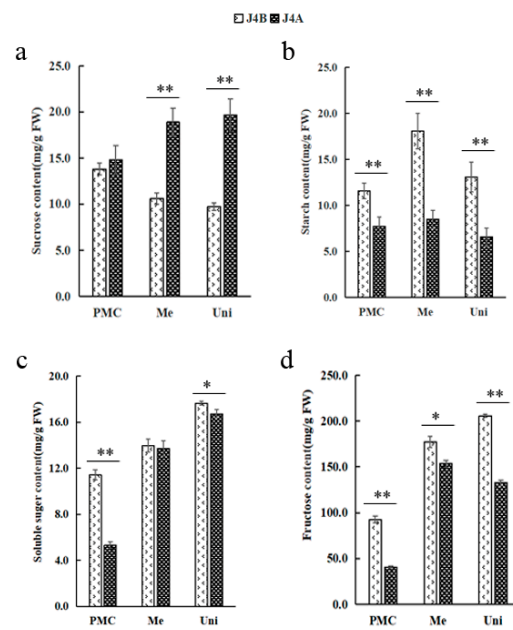 J4B J4A
a
Sucrose content(mg/g FW)
25.0
20.0
15.0
10.0
5.0
0.0
** **
PMC Me Uni
b
Starch content(mg/g FW)
25.0
20.0
15.0
10.0
5.0
0.0
** ** **
PMC Me Uni
c
Soluble suger content(mg/g FW)
20.0
16.0
12.0
8.0
4.0
0.0
** *
PMC Me Uni
d
Fructose content(mg/g FW)
250.0
200.0
150.0
100.0
50.0
0.0
** * **
PMC Me Uni